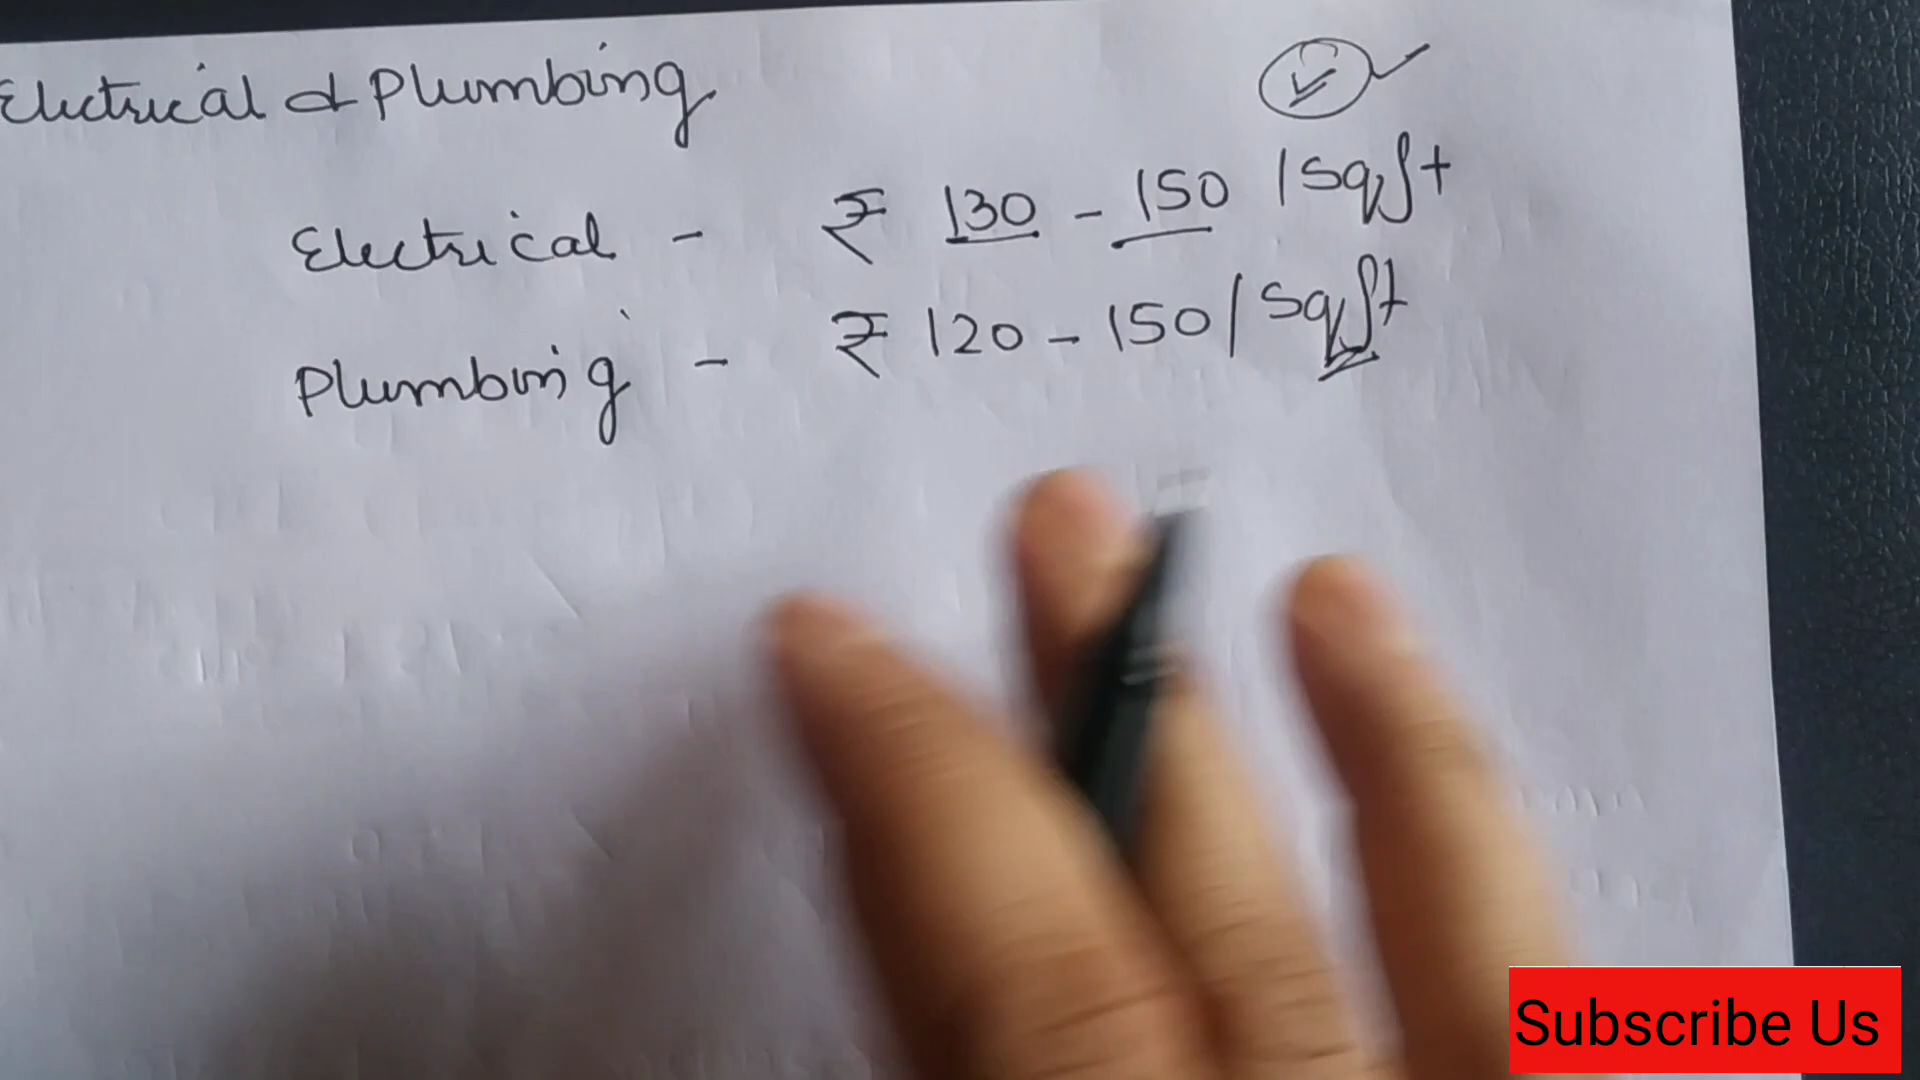 Electrical & Plumbing
Electrical - ₹ 130 - 150 / Sqft
Plumbing - ₹ 120 - 150 / Sqft
Subscribe Us